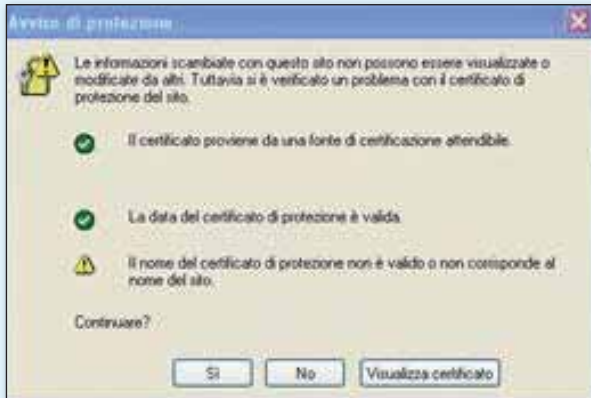 Avviso di protezione
Le informazioni scambiate con questo sito non possono essere visualizzate o
modificate da altri. Tuttavia si è verificato un problema con il certificato di
protezione del sito.
Il certificato proviene da una fonte di certificazione attendibile.
La data del certificato di protezione è valida.
Il nome del certificato di protezione non è valido o non corrisponde al
nome del sito.
Continuare?
Sì
No
Visualizza certificato